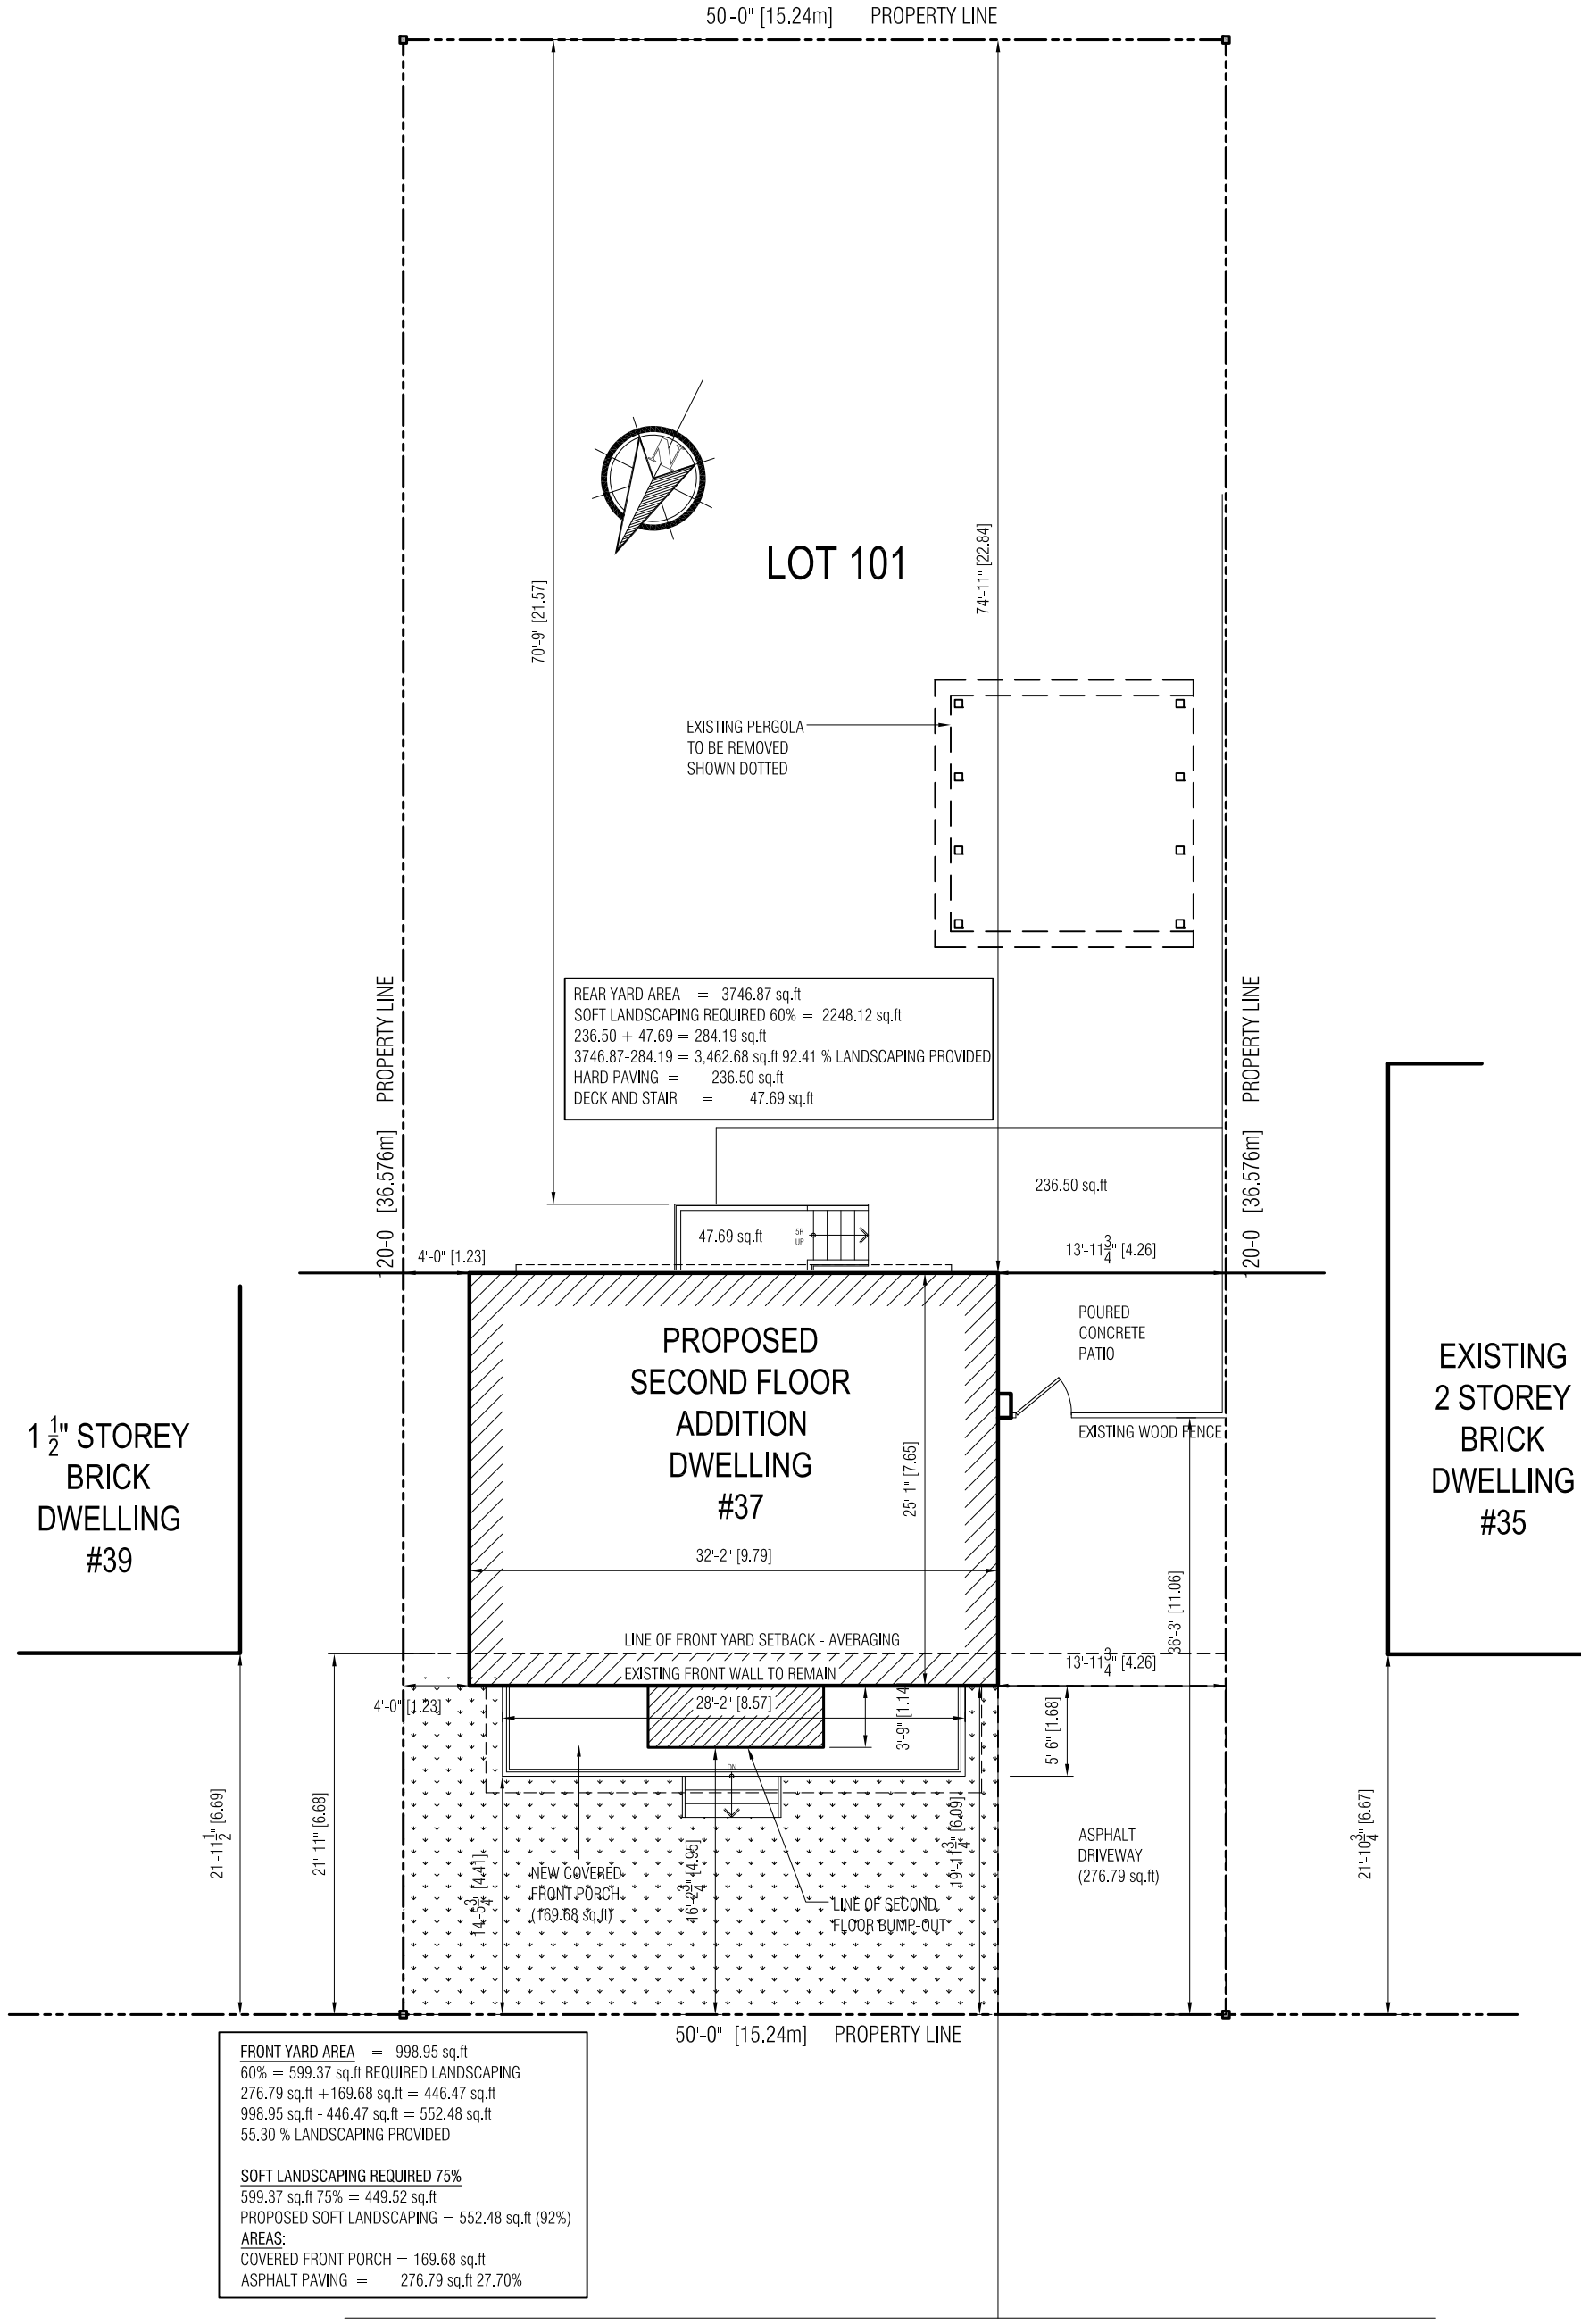 50'-0" [15.24m] PROPERTY LINE
N
LOT 101
70'-9" [21.57]
74'-11" [22.84]
EXISTING PERGOLA
TO BE REMOVED
SHOWN DOTTED
REAR YARD AREA = 3746.87 sq.ft
SOFT LANDSCAPING REQUIRED 60% = 2248.12 sq.ft
236.50 + 47.69 = 284.19 sq.ft
3746.87-284.19 = 3,462.68 sq.ft 92.41 % LANDSCAPING PROVIDED
HARD PAVING = 236.50 sq.ft
DECK AND STAIR = 47.69 sq.ft
20-0 [36.576m] PROPERTY LINE
20-0 [36.576m] PROPERTY LINE
236.50 sq.ft
47.69 sq.ft
5R
UP
4'-0" [1.23]
13'-11 3/4" [4.26]
POURED
CONCRETE
PATIO
EXISTING WOOD FENCE
PROPOSED
SECOND FLOOR
ADDITION
DWELLING
#37
1 1/2" STOREY
BRICK
DWELLING
#39
EXISTING
2 STOREY
BRICK
DWELLING
#35
25'-1" [7.65]
32'-2" [9.79]
36'-3" [11.06]
LINE OF FRONT YARD SETBACK - AVERAGING
EXISTING FRONT WALL TO REMAIN
13'-11 3/4" [4.26]
4'-0" [1.23]
28'-2" [8.57]
3'-9" [1.14
5'-6" [1.68]
DN
21'-11 1/2" [6.69]
21'-11" [6.68]
14'-5 3/4" [4.41]
16'-2 3/4" [4.95]
19'-11 3/4" [6.09]
21'-10 3/4" [6.67]
NEW COVERED
FRONT PORCH
(169.68 sq.ft)
LINE OF SECOND
FLOOR BUMP-OUT
ASPHALT
DRIVEWAY
(276.79 sq.ft)
50'-0" [15.24m] PROPERTY LINE
FRONT YARD AREA = 998.95 sq.ft
60% = 599.37 sq.ft REQUIRED LANDSCAPING
276.79 sq.ft +169.68 sq.ft = 446.47 sq.ft
998.95 sq.ft - 446.47 sq.ft = 552.48 sq.ft
55.30 % LANDSCAPING PROVIDED
SOFT LANDSCAPING REQUIRED 75%
599.37 sq.ft 75% = 449.52 sq.ft
PROPOSED SOFT LANDSCAPING = 552.48 sq.ft (92%)
AREAS:
COVERED FRONT PORCH = 169.68 sq.ft
ASPHALT PAVING = 276.79 sq.ft 27.70%